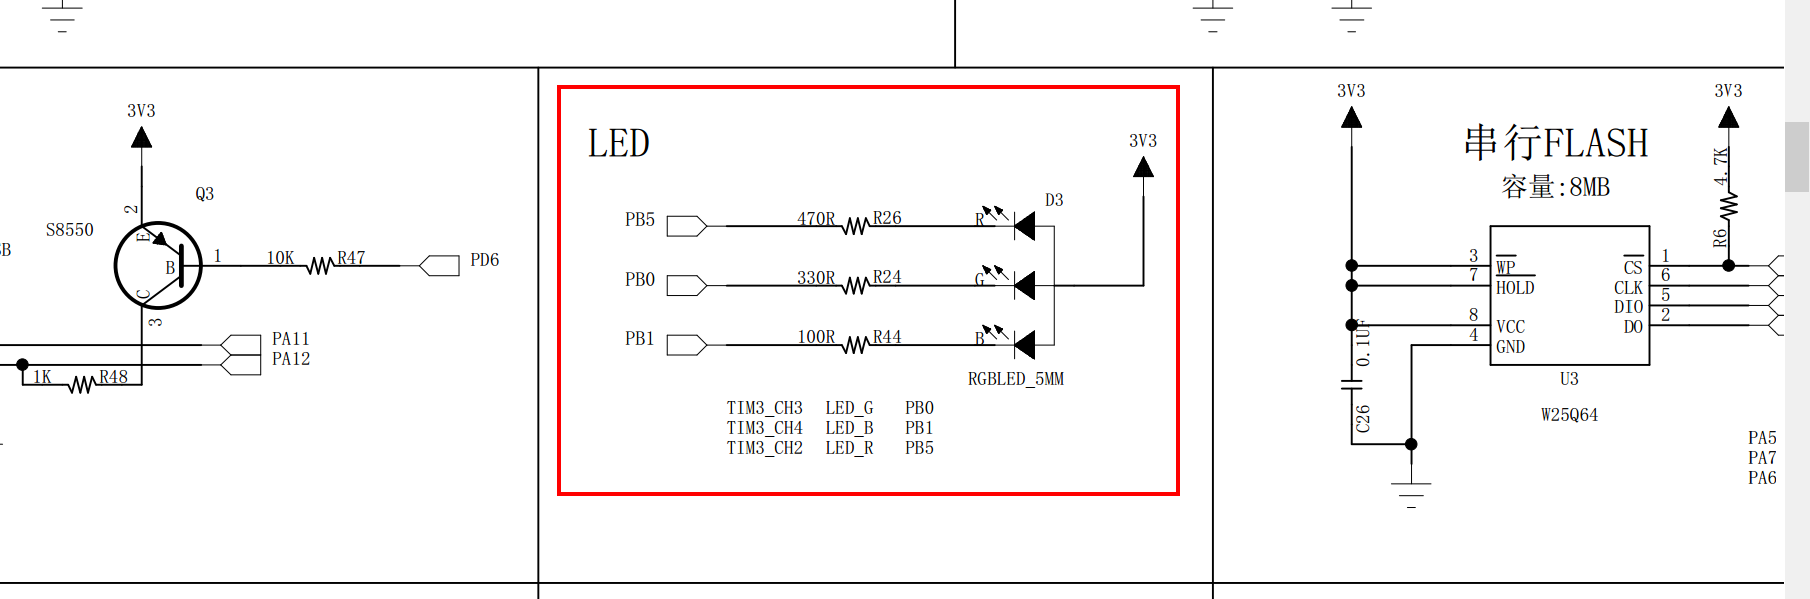 3V3
Q3
S8550
2
E
B
C
1
10K
R47
PD6
3
PA11
PA12
1K
R48
LED
3V3
D3
PB5
470R
R26
R
PB0
330R
R24
G
PB1
100R
R44
B
RGBLED_5MM
TIM3_CH3 LED_G PB0
TIM3_CH4 LED_B PB1
TIM3_CH2 LED_R PB5
3V3
3V3
串行FLASH
容量:8MB
4.7K
R6
3
WP
CS
1
7
HOLD
CLK
6
DIO
5
8
VCC
DO
2
4
GND
0.1UF
C26
U3
W25Q64
PA5
PA7
PA6